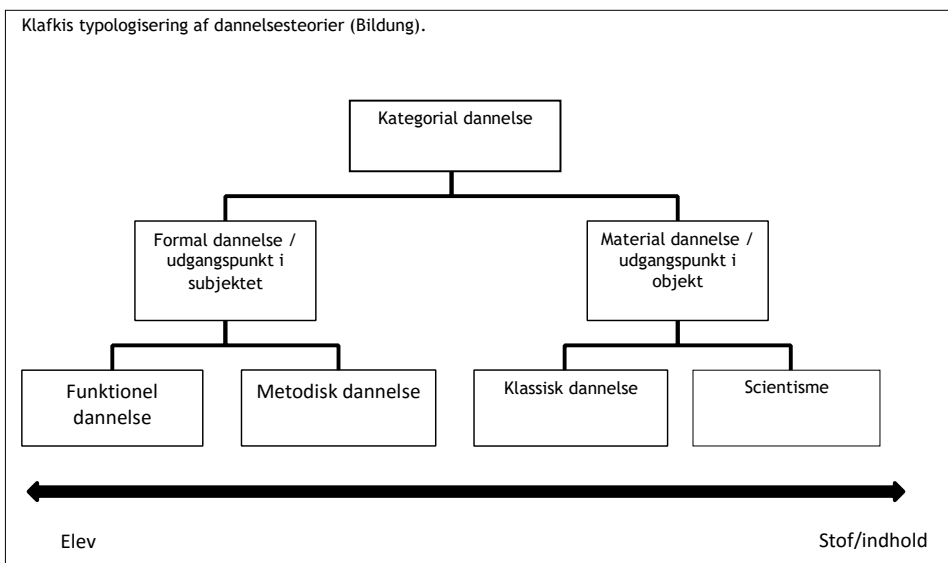 Klafkis typologisering af dannelsesteorier (Bildung).
Kategorial dannelse
Formal dannelse /
udgangspunkt i
subjektet
Material dannelse /
udgangspunkt i
objekt
Funktionel
dannelse
Metodisk dannelse
Klassisk dannelse
Scientisme
Elev
Stof/indhold